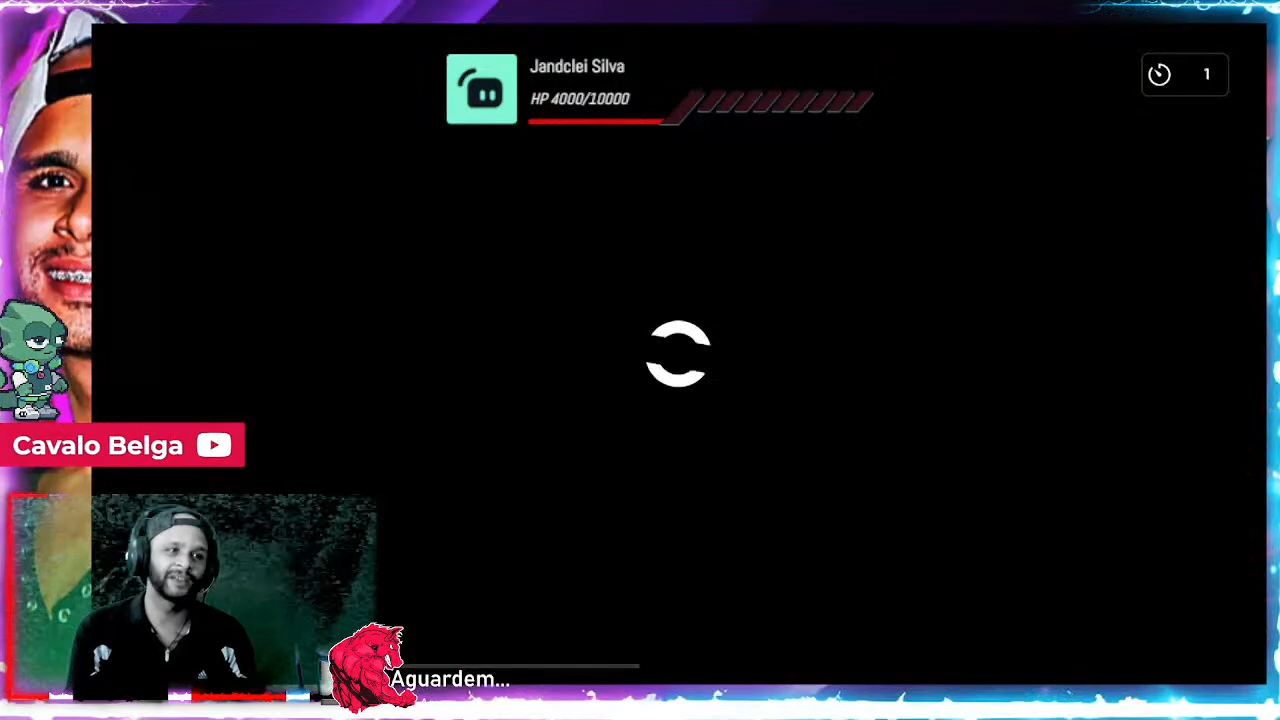 Jandclei Silva
HP 4000/10000
1
Cavalo Belga
Aguardem...